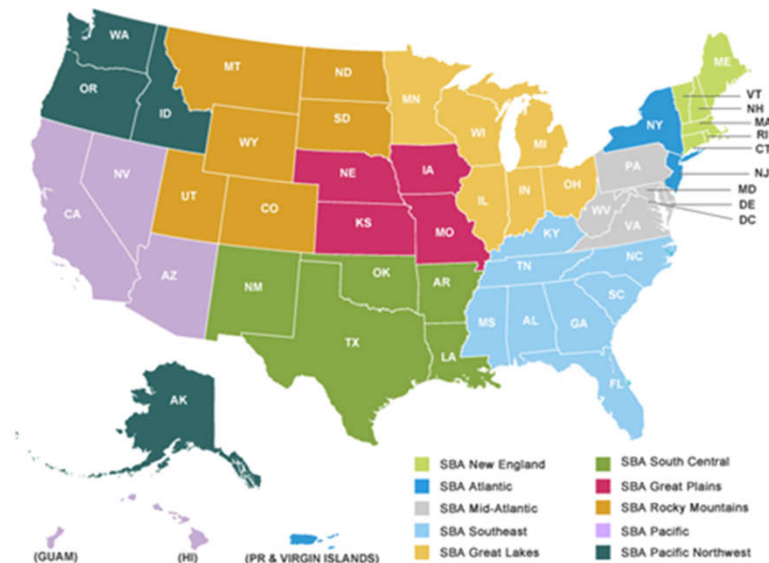 WA
ME
MT
ND
OR
MN
VT
ID
NH
SD
WI
NY
MA
WY
MI
RI
CT
NE
IA
PA
NJ
NV
OH
MD
UT
IL
IN
DE
CA
CO
WV
KS
MO
VA
DC
KY
NC
TN
AZ
OK
NM
AR
SC
MS
AL
GA
TX
LA
FL
AK
SBA New England
SBA Atlantic
SBA Mid-Atlantic
SBA Southeast
SBA Great Lakes
SBA South Central
SBA Great Plains
SBA Rocky Mountains
SBA Pacific
SBA Pacific Northwest
(GUAM)
(HI)
(PR & VIRGIN ISLANDS)